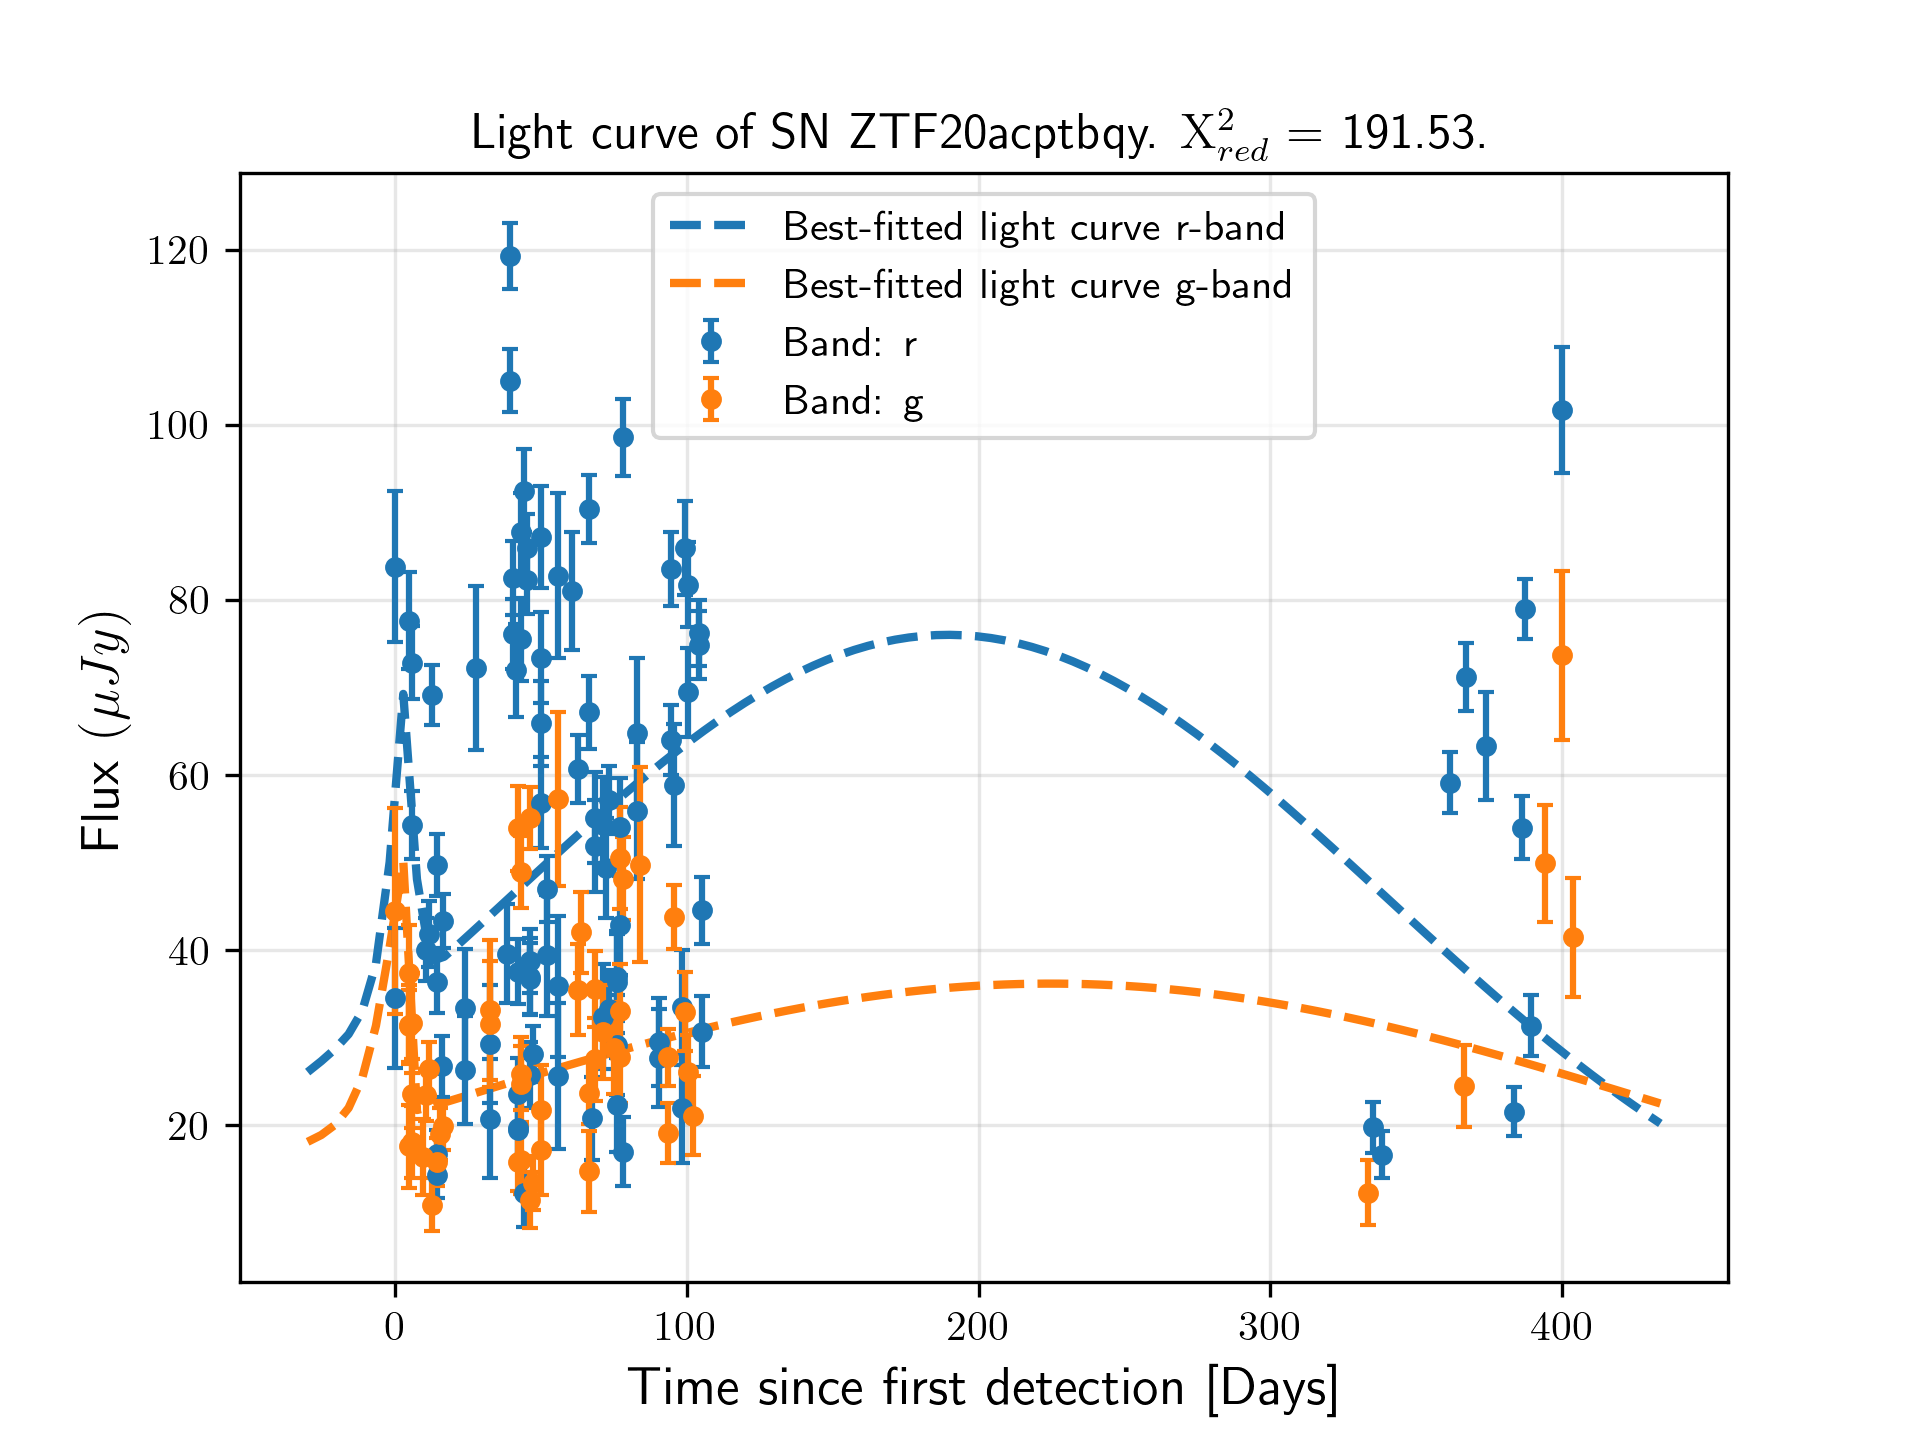 Light curve of SN ZTF20acptbqy. X²_red = 191.53.
Best-fitted light curve r-band
Best-fitted light curve g-band
Band: r
Band: g
120
100
80
60
40
20
Flux (μJy)
0 100 200 300 400
Time since first detection [Days]